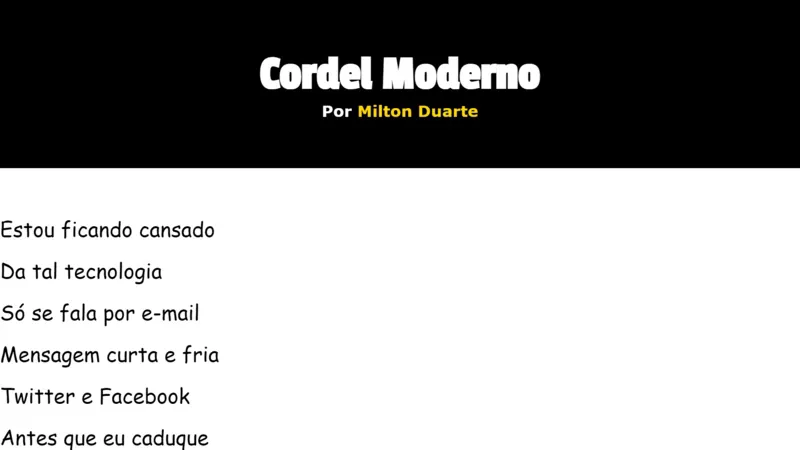 Cordel Moderno
Por Milton Duarte
Estou ficando cansado
Da tal tecnologia
Só se fala por e-mail
Mensagem curta e fria
Twitter e Facebook
Antes que eu caduque